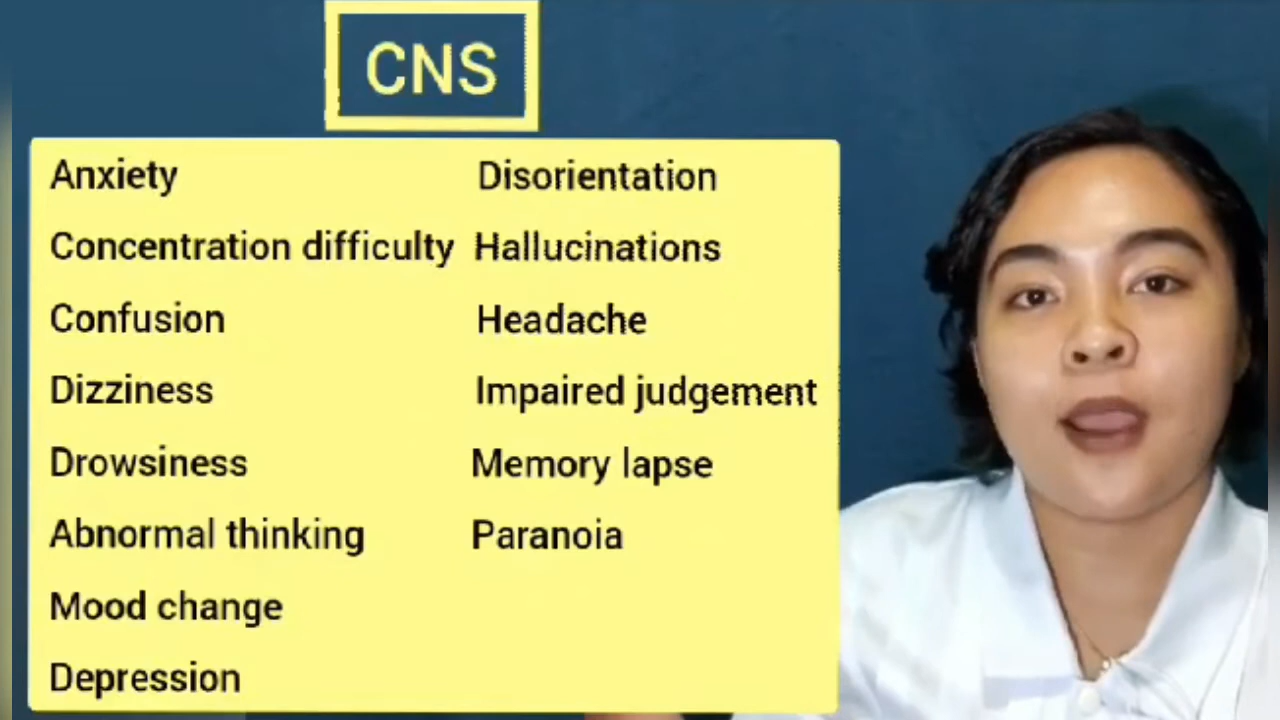 CNS
Anxiety
Concentration difficulty
Confusion
Dizziness
Drowsiness
Abnormal thinking
Mood change
Depression
Disorientation
Hallucinations
Headache
Impaired judgement
Memory lapse
Paranoia